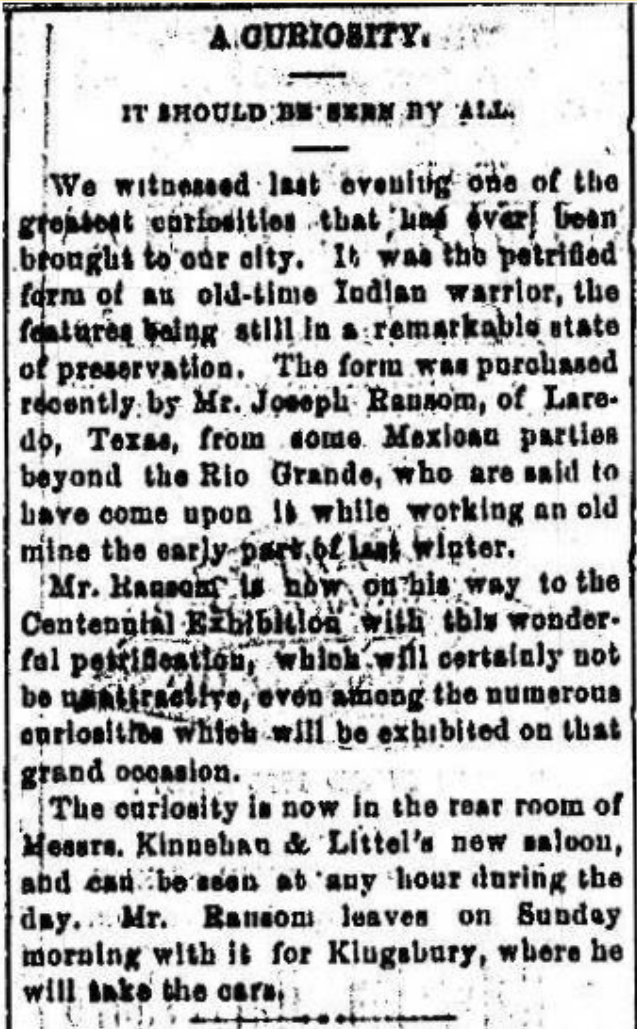 A CURIOSITY.
IT SHOULD BE SEEN BY ALL.
We witnessed last evening one of the
greatest curiosities that has ever been
brought to our city. It was the petrified
form of an old-time Indian warrior, the
features being still in a remarkable state
of preservation. The form was purchased
recently by Mr. Joseph Ransom, of Lare-
do, Texas, from some Mexican parties
beyond the Rio Grande, who are said to
have come upon it while working an old
mine the early part of last winter.
Mr. Ransom is now on his way to the
Centennial Exhibition with this wonder-
ful petrification, which will certainly not
be unattractive, even among the numerous
curiosities which will be exhibited on that
grand occasion.
The curiosity is now in the rear room of
Messrs. Kinnehan & Littel's new saloon,
and can be seen at any hour during the
day. Mr. Ransom leaves on Sunday
morning with it for Kingsbury, where he
will take the cars.